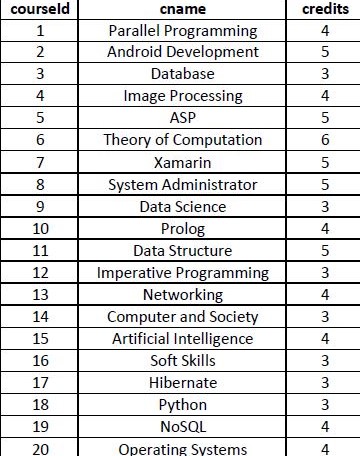 courseId cname credits
1 Parallel Programming 4
2 Android Development 5
3 Database 3
4 Image Processing 4
5 ASP 5
6 Theory of Computation 6
7 Xamarin 5
8 System Administrator 5
9 Data Science 3
10 Prolog 4
11 Data Structure 5
12 Imperative Programming 3
13 Networking 4
14 Computer and Society 3
15 Artificial Intelligence 4
16 Soft Skills 3
17 Hibernate 3
18 Python 3
19 NoSQL 4
20 Operating Systems 4